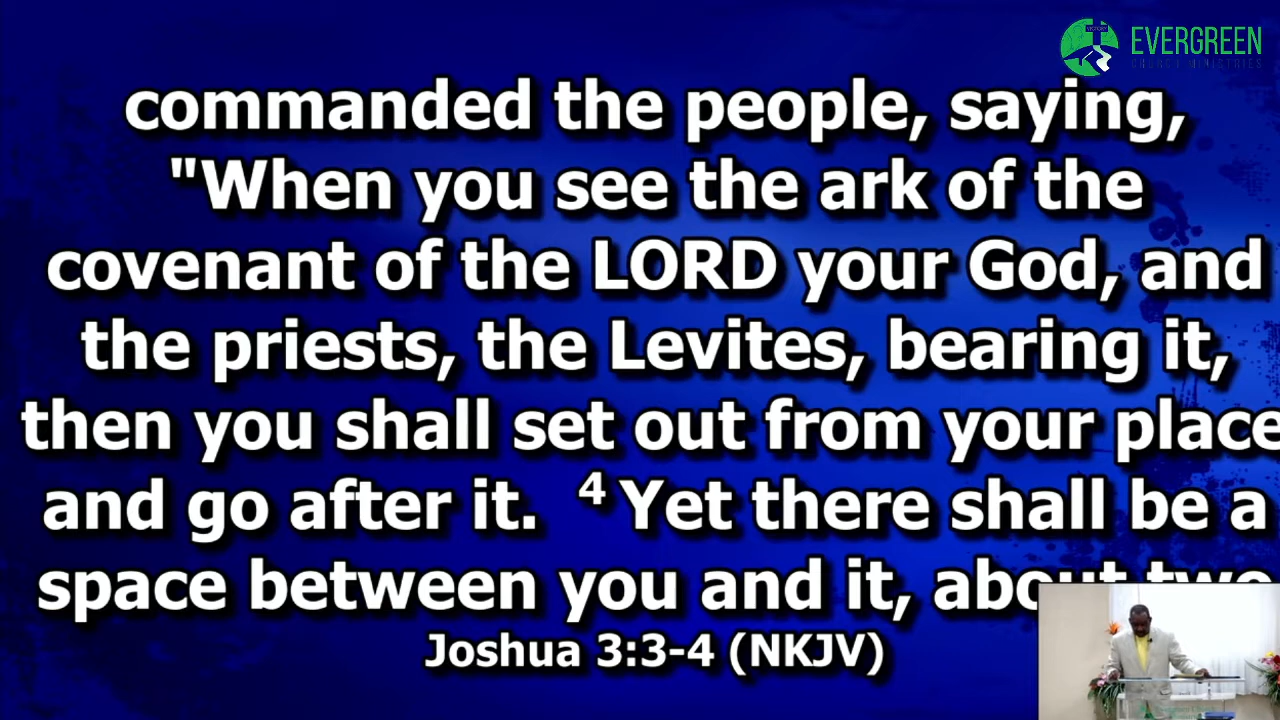 EVERGREEN
CHURCH MINISTRIES
commanded the people, saying,
"When you see the ark of the
covenant of the LORD your God, and
the priests, the Levites, bearing it,
then you shall set out from your place
and go after it. ⁴ Yet there shall be a
space between you and it, about two
Joshua 3:3-4 (NKJV)